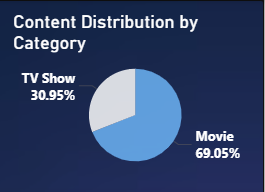 Content Distribution by
Category
TV Show
30.95%
Movie
69.05%